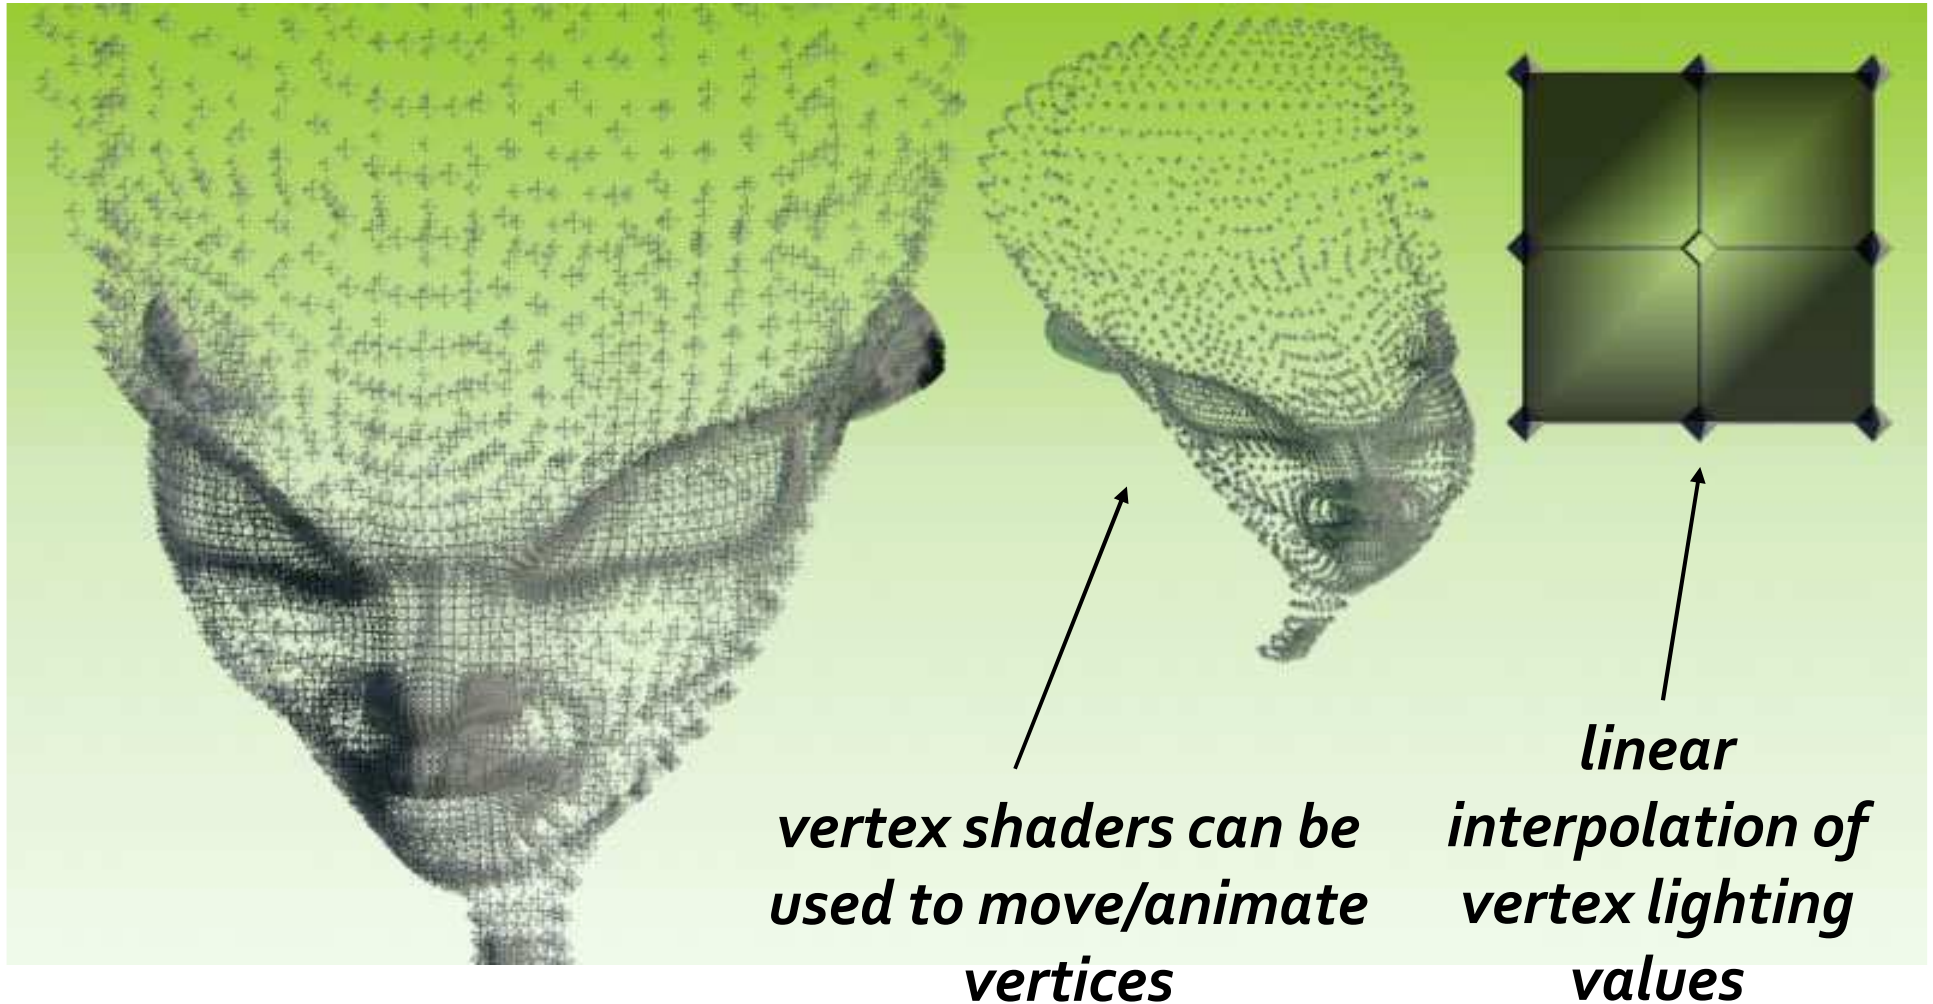 vertex shaders can be
used to move/animate
vertices
linear
interpolation of
vertex lighting
values